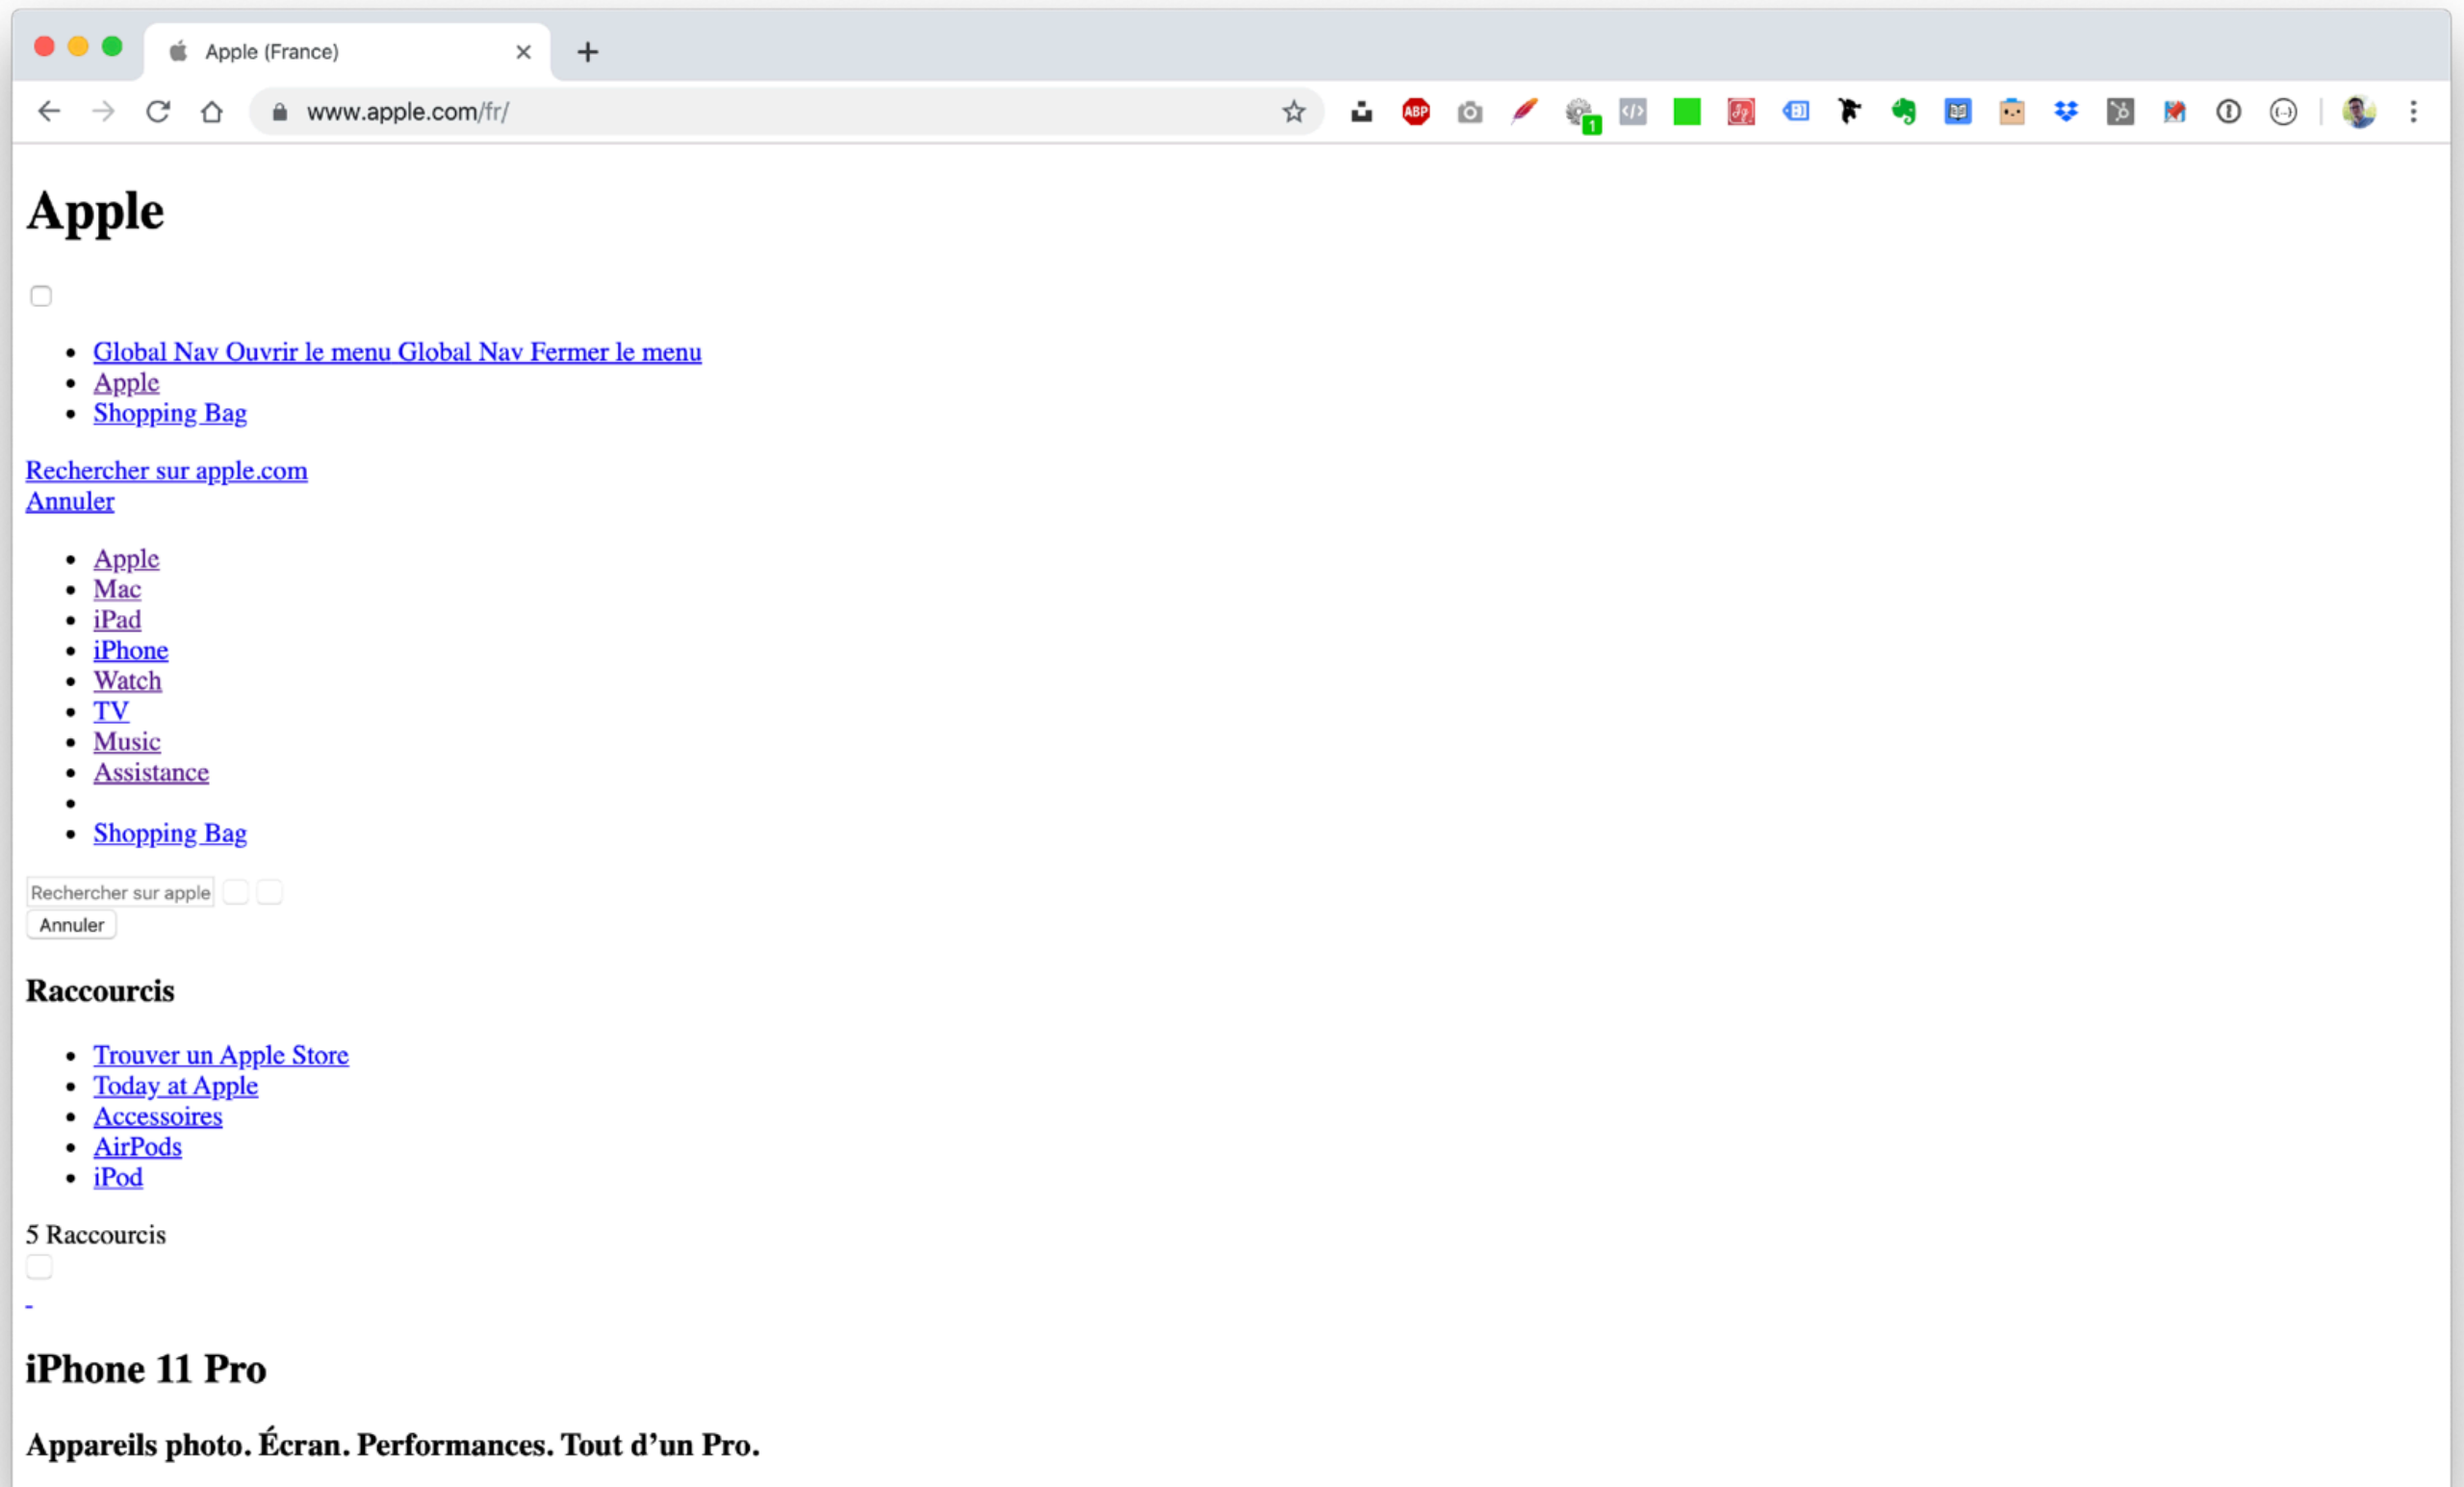 Apple (France)
www.apple.com/fr/
ABP
1
Apple
Global Nav Ouvrir le menu Global Nav Fermer le menu
Apple
Shopping Bag
Rechercher sur apple.com
Annuler
Apple
Mac
iPad
iPhone
Watch
TV
Music
Assistance
Shopping Bag
Rechercher sur apple
Annuler
Raccourcis
Trouver un Apple Store
Today at Apple
Accessoires
AirPods
iPod
5 Raccourcis
-
iPhone 11 Pro
Appareils photo. Écran. Performances. Tout d’un Pro.